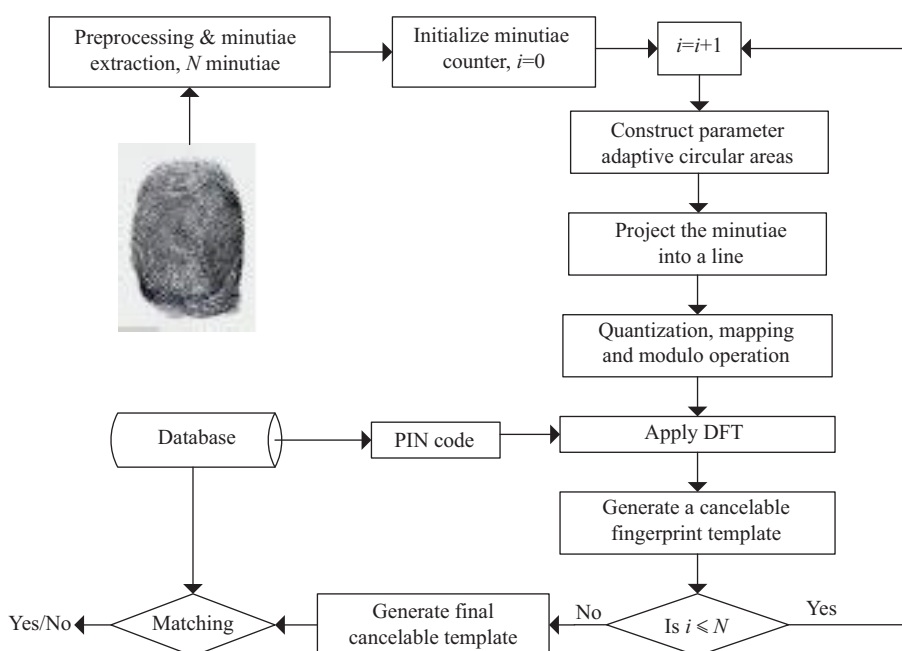 Preprocessing & minutiae
extraction, N minutiae
Initialize minutiae
counter, i=0
i=i+1
Construct parameter
adaptive circular areas
Project the minutiae
into a line
Quantization, mapping
and modulo operation
Database
PIN code
Apply DFT
Generate a cancelable
fingerprint template
Yes/No
Matching
Generate final
cancelable template
No
Is i ⩽ N
Yes